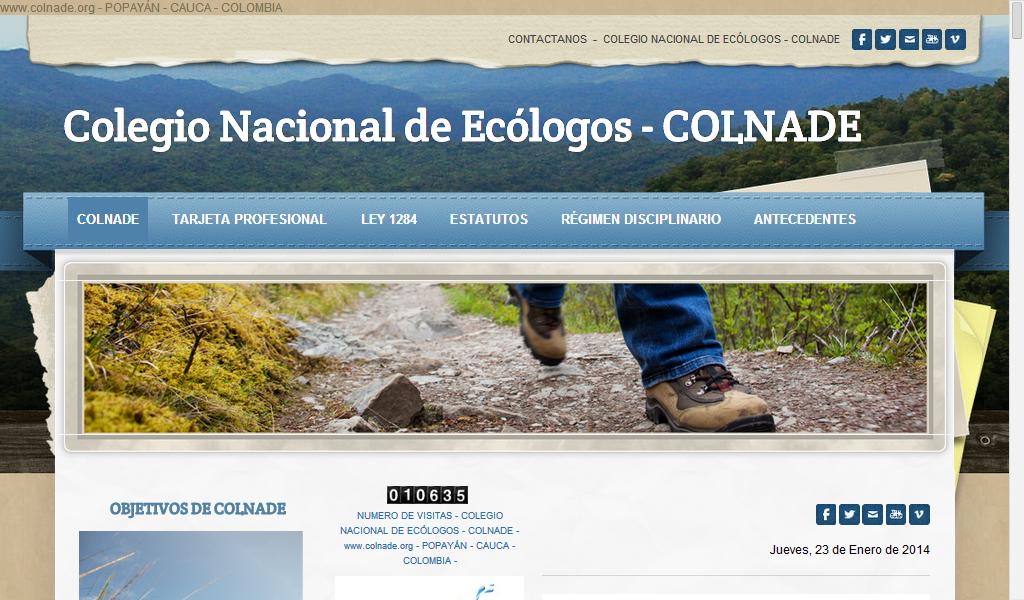 www.colnade.org - POPAYÁN - CAUCA - COLOMBIA
CONTACTANOS - COLEGIO NACIONAL DE ECÓLOGOS - COLNADE
Colegio Nacional de Ecólogos - COLNADE
COLNADE TARJETA PROFESIONAL LEY 1284 ESTATUTOS RÉGIMEN DISCIPLINARIO ANTECEDENTES
OBJETIVOS DE COLNADE
010635
NUMERO DE VISITAS - COLEGIO
NACIONAL DE ECÓLOGOS - COLNADE -
www.colnade.org - POPAYÁN - CAUCA -
COLOMBIA -
Jueves, 23 de Enero de 2014